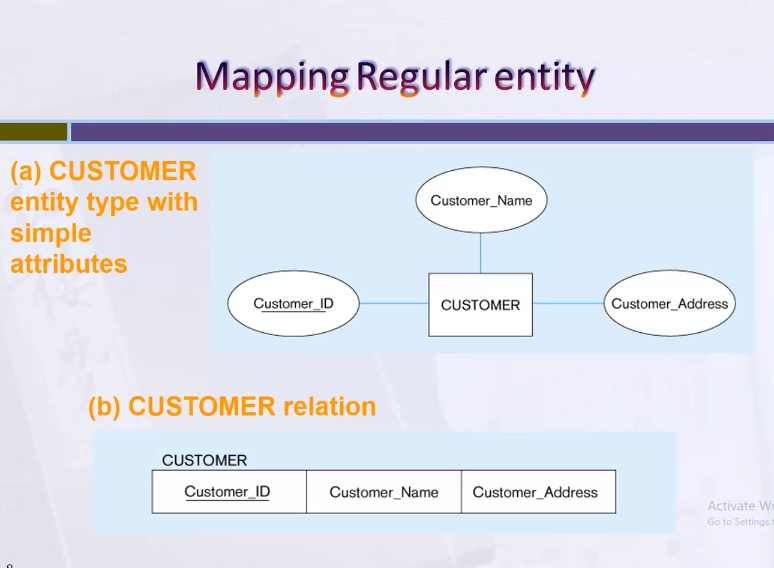 Mapping Regular entity
(a) CUSTOMER
entity type with
simple
attributes
Customer_Name
Customer_ID
CUSTOMER
Customer_Address
(b) CUSTOMER relation
CUSTOMER
Customer_ID
Customer_Name
Customer_Address
Activate Wi
Go to Settings